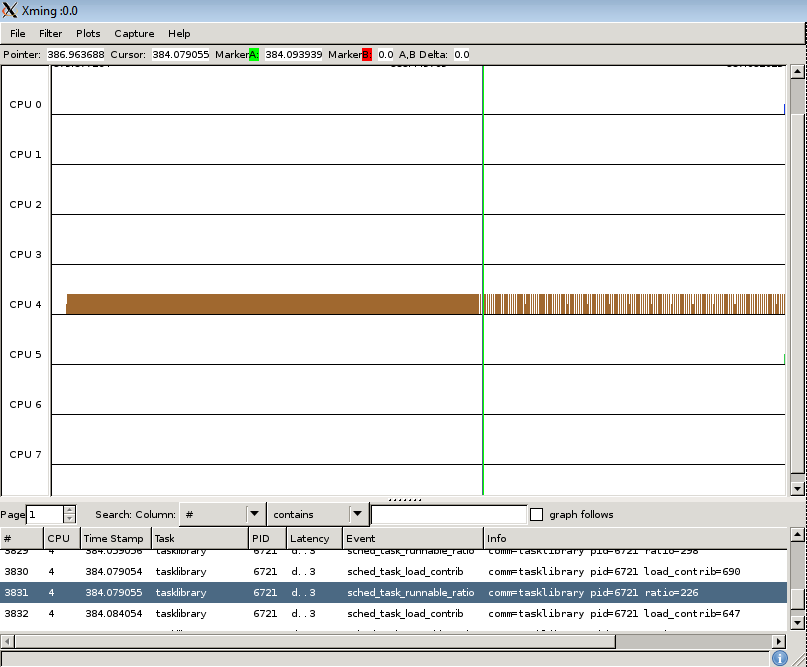 Xming :0.0
File Filter Plots Capture Help
Pointer: 386.963688 Cursor: 384.079055 MarkerA: 384.093939 MarkerB: 0.0 A,B Delta: 0.0
CPU 0
CPU 1
CPU 2
CPU 3
CPU 4
CPU 5
CPU 6
CPU 7
Page 1 Search: Column: # contains graph follows
# CPU Time Stamp Task PID Latency Event Info
3829 4 384.059056 tasklibrary 6721 d..3 sched_task_runnable_ratio comm=tasklibrary pid=6721 ratio=298
3830 4 384.079054 tasklibrary 6721 d..3 sched_task_load_contrib comm=tasklibrary pid=6721 load_contrib=690
3831 4 384.079055 tasklibrary 6721 d..3 sched_task_runnable_ratio comm=tasklibrary pid=6721 ratio=226
3832 4 384.084054 tasklibrary 6721 d..3 sched_task_load_contrib comm=tasklibrary pid=6721 load_contrib=647